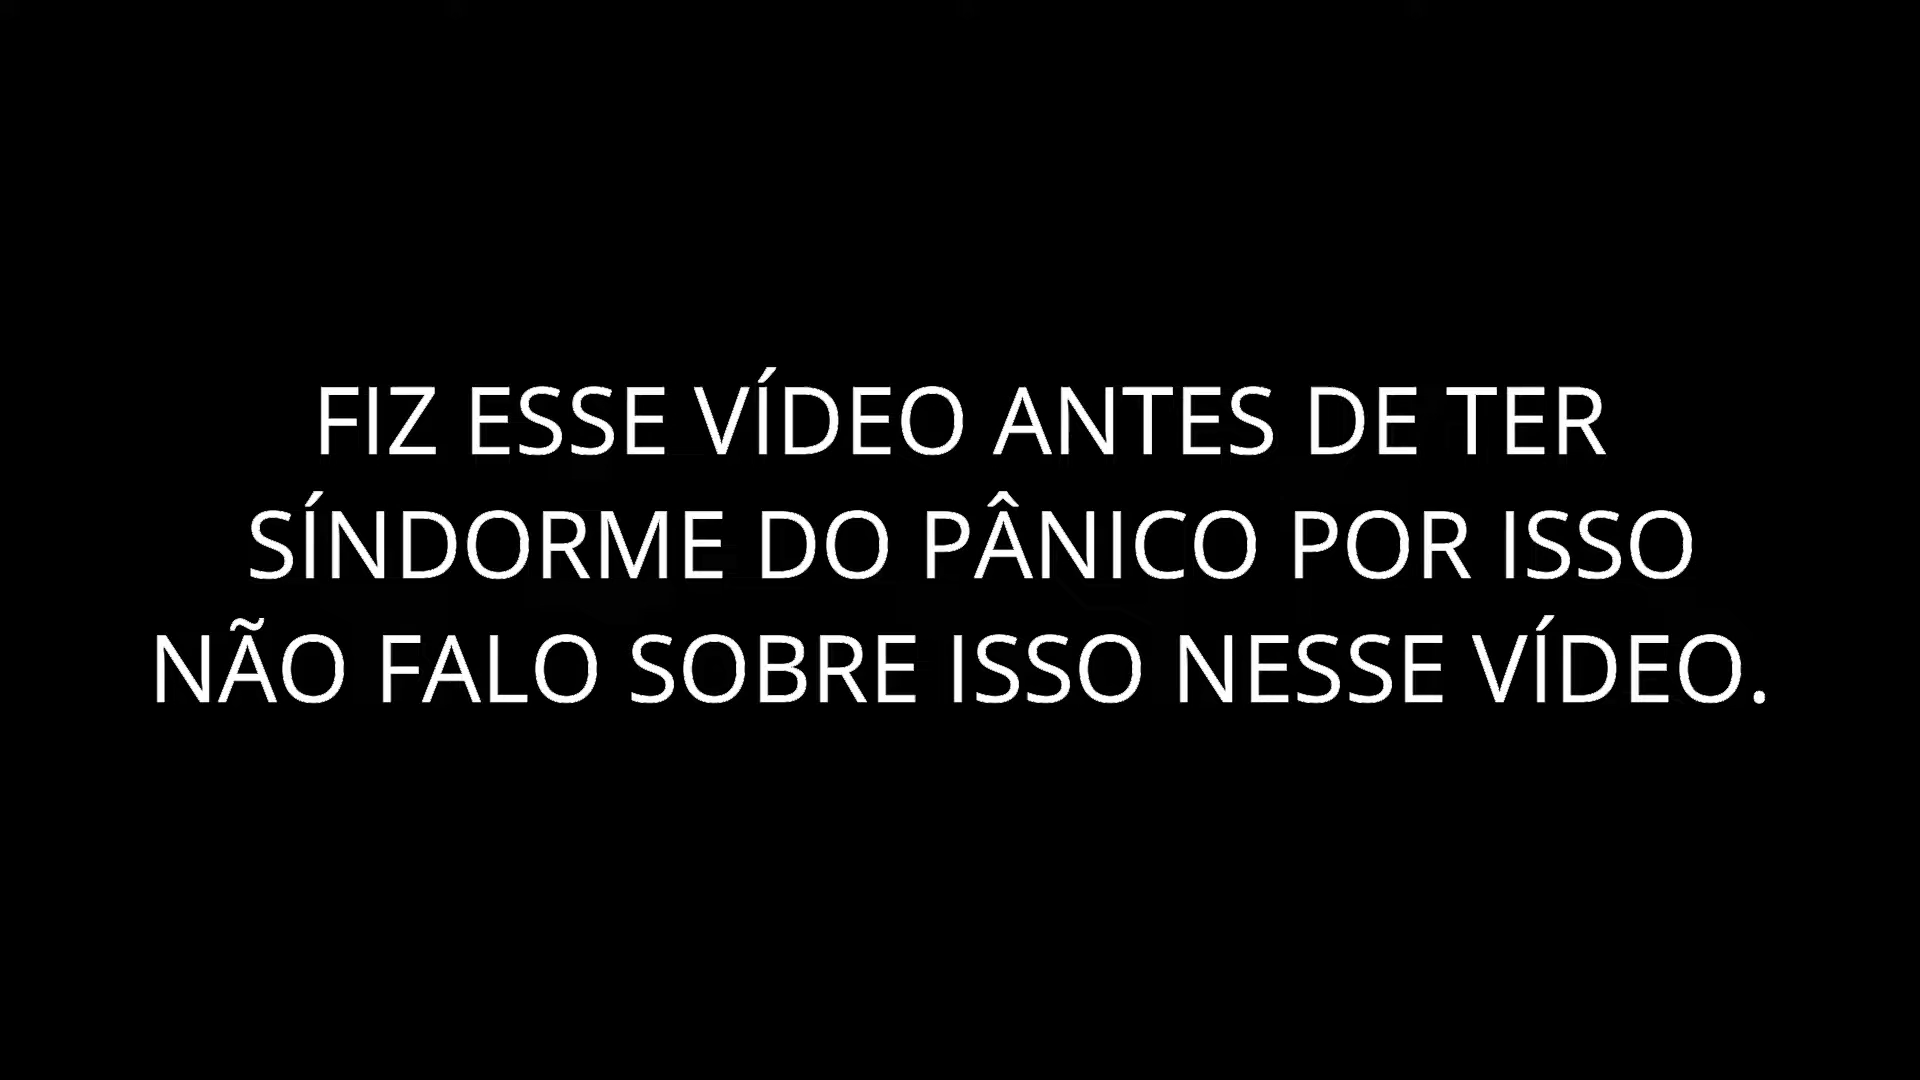 FIZ ESSE VÍDEO ANTES DE TER
SÍNDORME DO PÂNICO POR ISSO
NÃO FALO SOBRE ISSO NESSE VÍDEO.